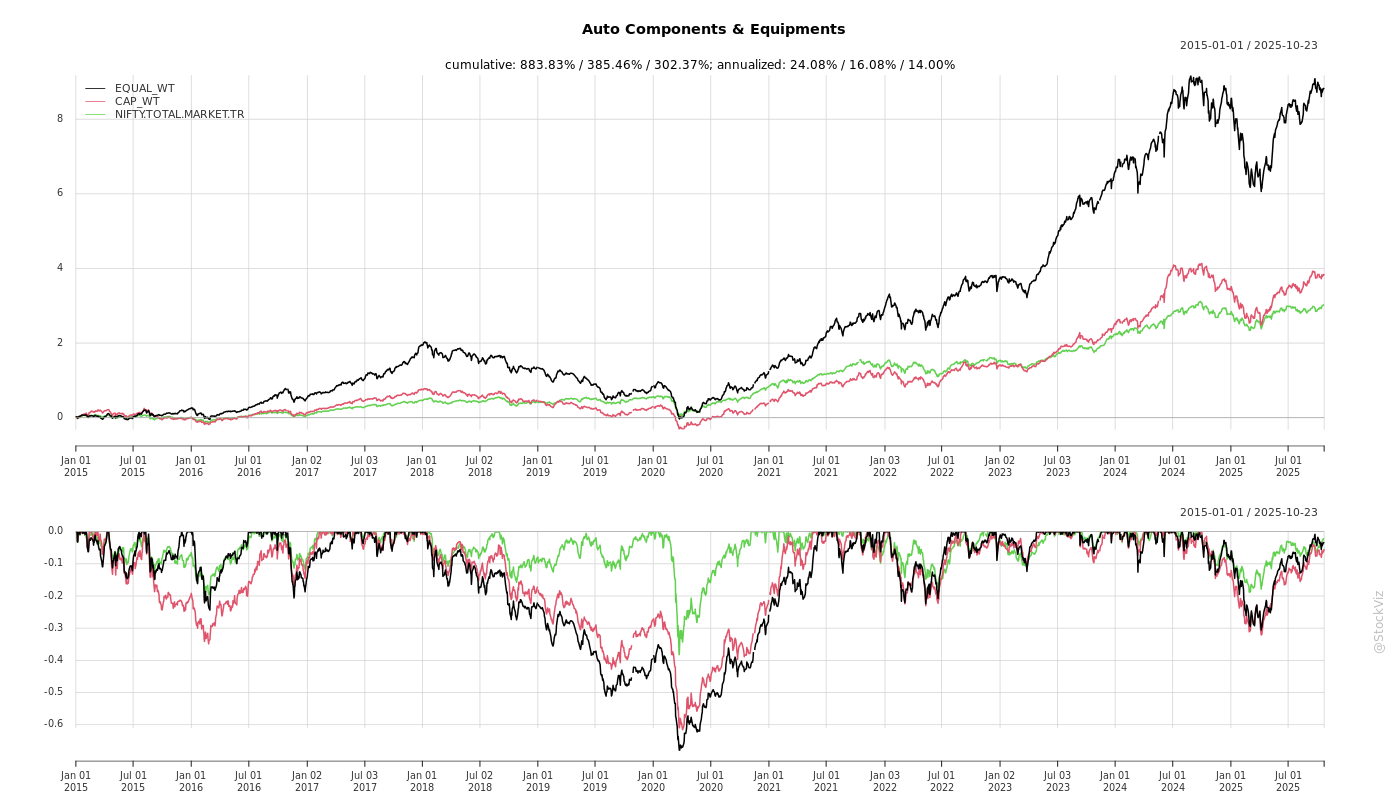 Auto Components & Equipments
2015-01-01 / 2025-10-23
cumulative: 883.83% / 385.46% / 302.37%; annualized: 24.08% / 16.08% / 14.00%
EQUAL_WT
CAP_WT
NIFTY.TOTAL.MARKET.TR
8
6
4
2
0
Jan 01 Jul 01 Jan 01 Jul 01 Jan 02 Jul 03 Jan 01 Jul 02 Jan 01 Jul 01 Jan 01 Jul 01 Jan 01 Jul 01 Jan 03 Jul 01 Jan 02 Jul 03 Jan 01 Jul 01 Jan 01 Jul 01
2015 2015 2016 2016 2017 2017 2018 2018 2019 2019 2020 2020 2021 2021 2022 2022 2023 2023 2024 2024 2025 2025
2015-01-01 / 2025-10-23
0.0
-0.1
-0.2
-0.3
-0.4
-0.5
-0.6
Jan 01 Jul 01 Jan 01 Jul 01 Jan 02 Jul 03 Jan 01 Jul 02 Jan 01 Jul 01 Jan 01 Jul 01 Jan 01 Jul 01 Jan 03 Jul 01 Jan 02 Jul 03 Jan 01 Jul 01 Jan 01 Jul 01
2015 2015 2016 2016 2017 2017 2018 2018 2019 2019 2020 2020 2021 2021 2022 2022 2023 2023 2024 2024 2025 2025
@StockViz